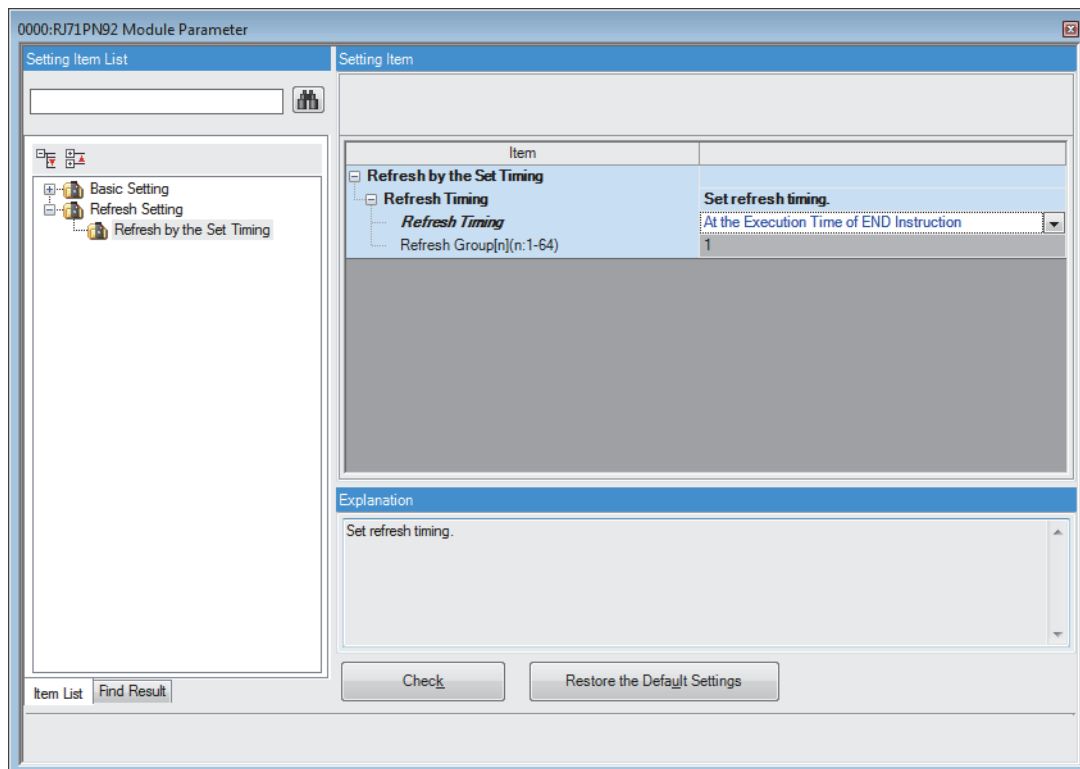 0000:RJ71PN92 Module Parameter
Setting Item List
Setting Item
Item
Basic Setting
Refresh Setting
Refresh by the Set Timing
Refresh by the Set Timing
Refresh Timing Set refresh timing.
Refresh Timing At the Execution Time of END Instruction
Refresh Group[n](n:1-64) 1
Explanation
Set refresh timing.
Item List Find Result
Check Restore the Default Settings